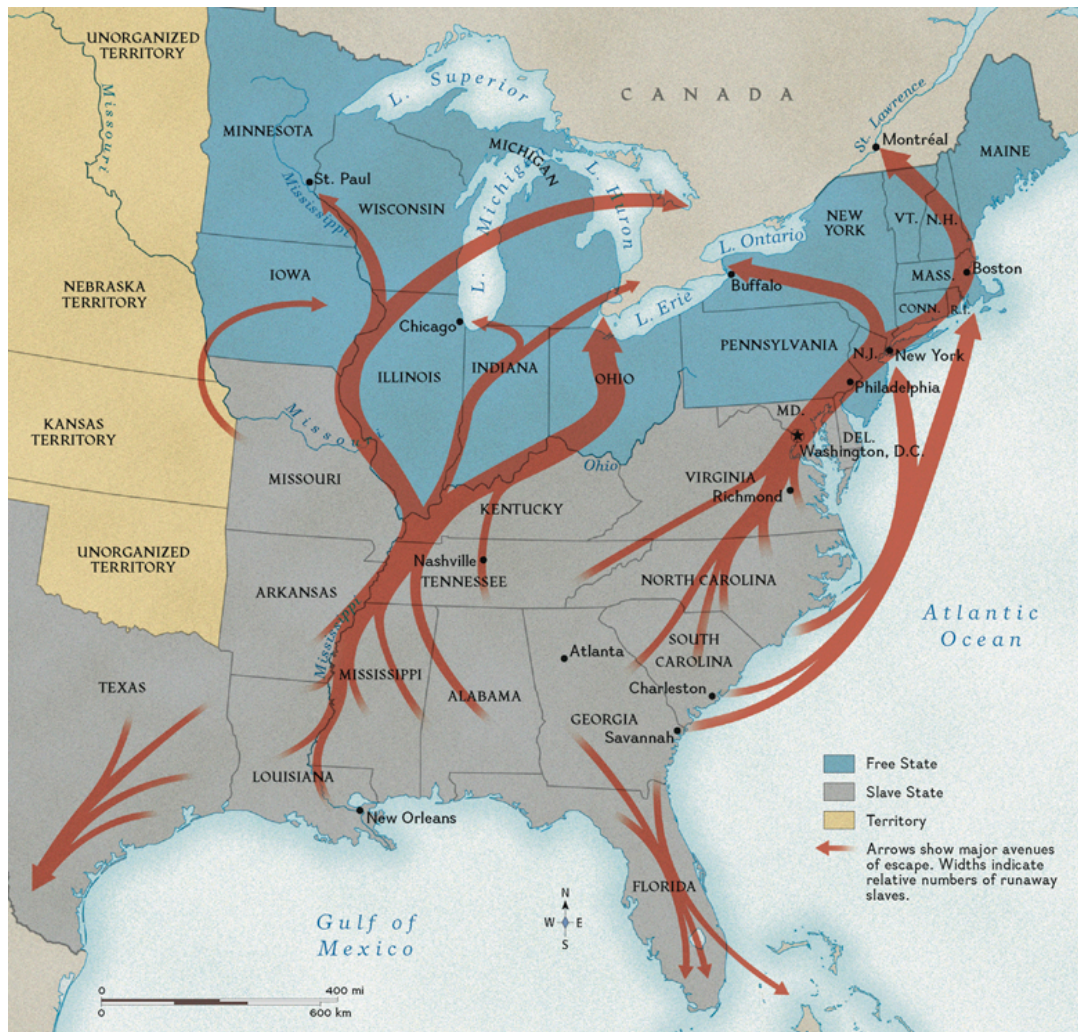 UNORGANIZED
TERRITORY
Missouri
L. Superior
CANADA
St. Lawrence
Montréal
MAINE
MINNESOTA
MICHIGAN
St. Paul
Mississippi
WISCONSIN
L. Michigan
L. Huron
NEW
YORK
VT.
N.H.
L. Ontario
IOWA
MASS.
Boston
NEBRASKA
TERRITORY
Buffalo
CONN.
R.I.
L. Erie
Chicago
PENNSYLVANIA
N.J.
New York
ILLINOIS
INDIANA
OHIO
Philadelphia
KANSAS
TERRITORY
Missouri
MD.
DEL.
Washington, D.C.
Ohio
MISSOURI
VIRGINIA
Richmond
KENTUCKY
UNORGANIZED
TERRITORY
Nashville
TENNESSEE
NORTH CAROLINA
ARKANSAS
Mississippi
Atlantic
Ocean
SOUTH
CAROLINA
Atlanta
TEXAS
MISSISSIPPI
ALABAMA
Charleston
GEORGIA
Savannah
LOUISIANA
New Orleans
Free State
Slave State
Territory
Arrows show major avenues
of escape. Widths indicate
relative numbers of runaway
slaves.
FLORIDA
Gulf of
Mexico
N
W
E
S
0
400 mi
0
600 km